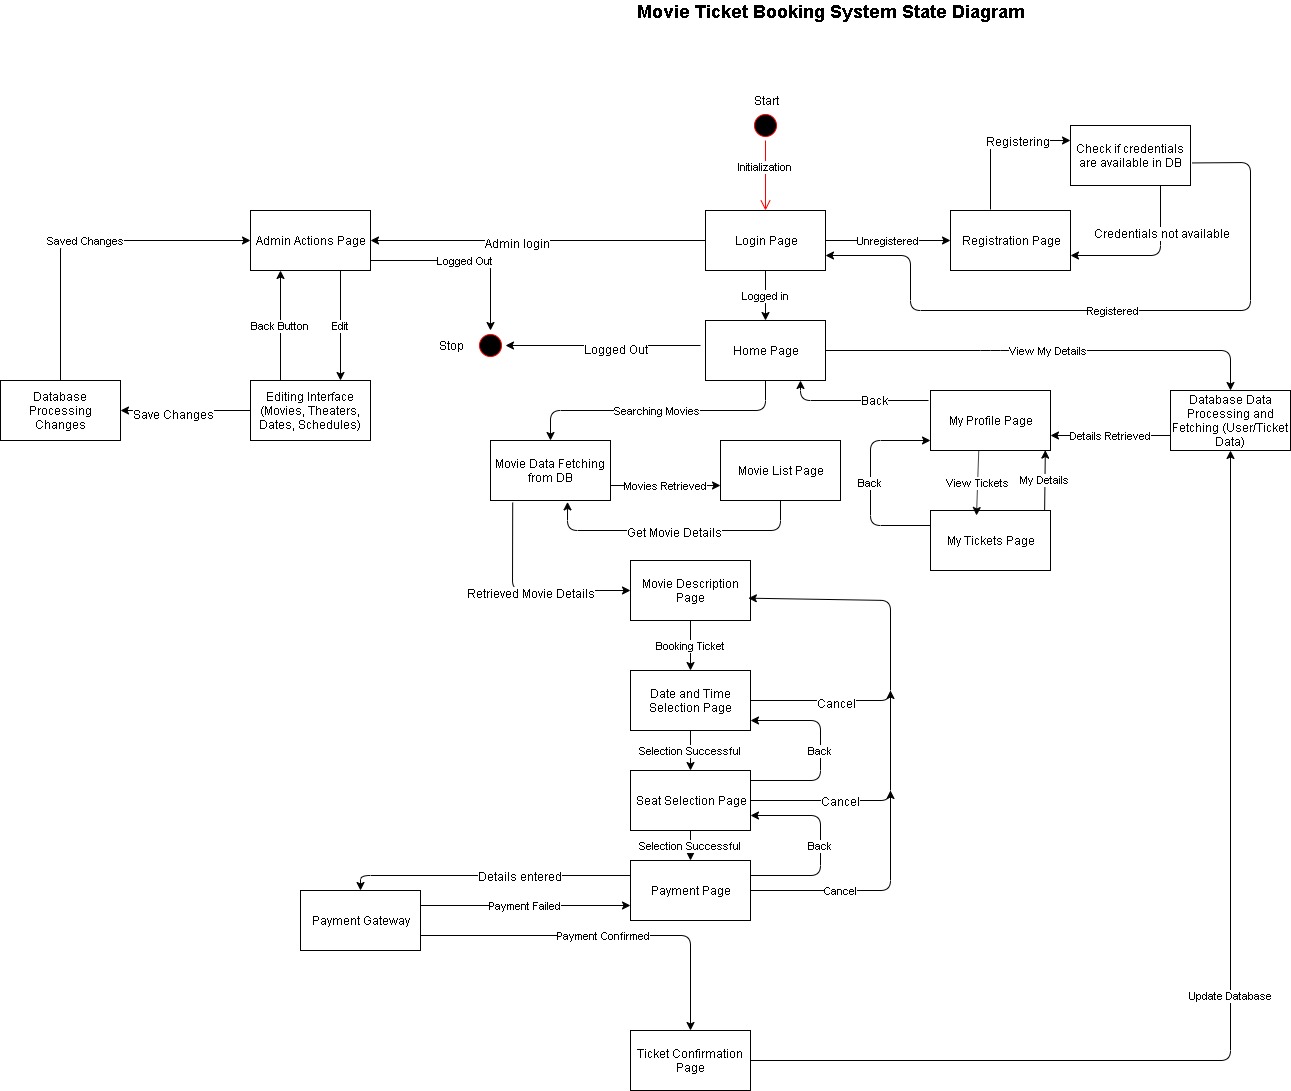 Movie Ticket Booking System State Diagram
Start
Initialization
Registering
Check if credentials
are available in DB
Saved Changes
Admin Actions Page
Admin login
Login Page
Unregistered
Registration Page
Credentials not available
Logged Out
Logged in
Registered
Back Button
Edit
Stop
Logged Out
Home Page
View My Details
Database
Processing
Changes
Save Changes
Editing Interface
(Movies, Theaters,
Dates, Schedules)
Searching Movies
Back
My Profile Page
Details Retrieved
Database Data
Processing and
Fetching (User/Ticket
Data)
Movie Data Fetching
from DB
Movies Retrieved
Movie List Page
Back
View Tickets
My Details
Get Movie Details
My Tickets Page
Retrieved Movie Details
Movie Description
Page
Booking Ticket
Date and Time
Selection Page
Cancel
Selection Successful
Back
Seat Selection Page
Cancel
Selection Successful
Back
Details entered
Payment Page
Cancel
Payment Gateway
Payment Failed
Payment Confirmed
Update Database
Ticket Confirmation
Page